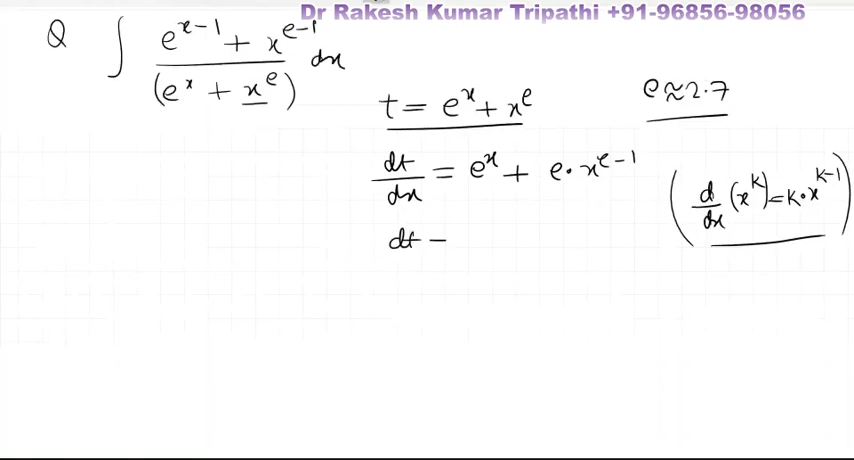 Dr Rakesh Kumar Tripathi +91-96856-98056
Q ∫ (e^{x-1} + x^{e-1}) / (e^x + x^e) dx
t = e^x + x^e
e ≈ 2.7
dt/dx = e^x + e·x^{e-1}
(d/dx (x^k) = k·x^{k-1})
dt =